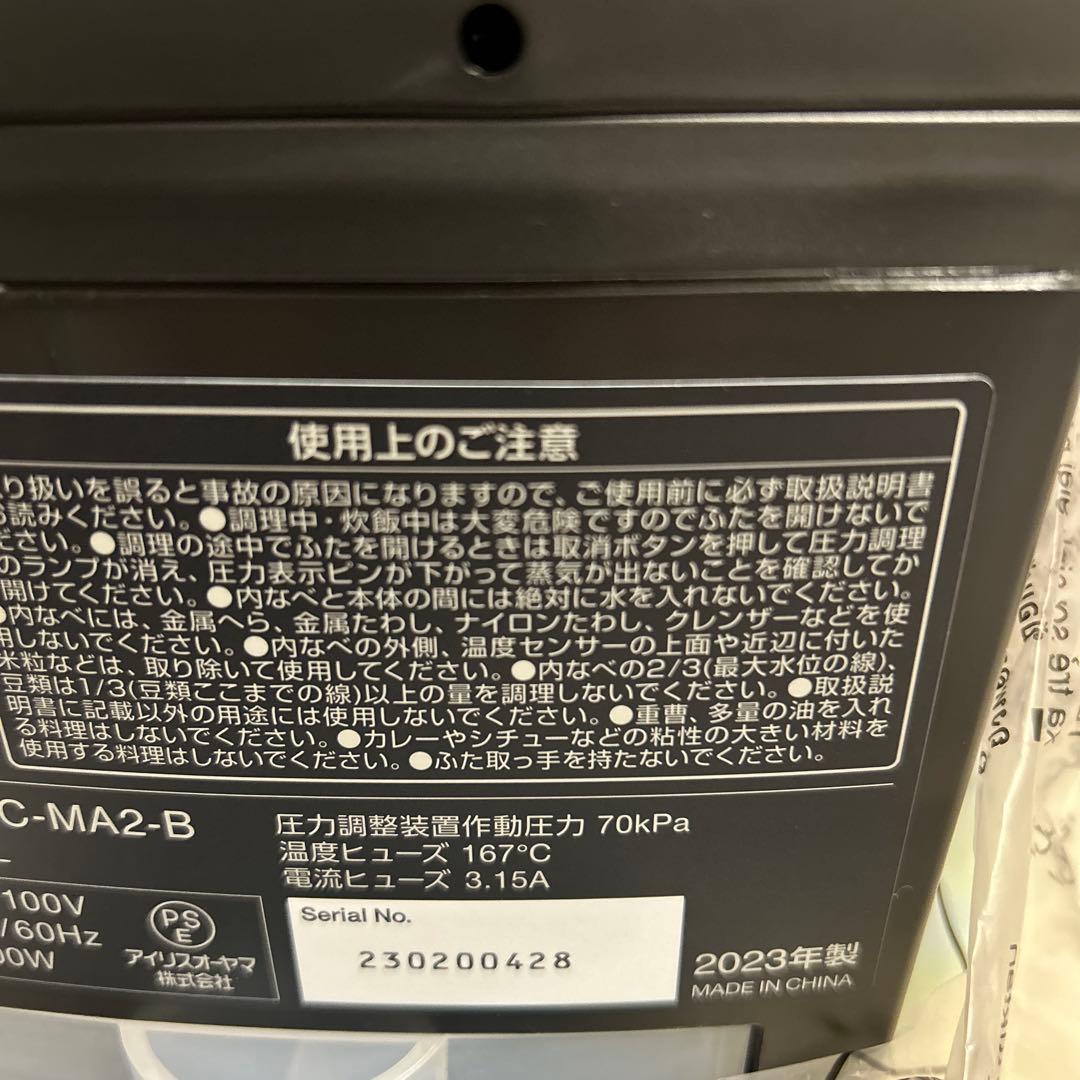 使用上のご注意
り扱いを誤ると事故の原因になりますので、ご使用前に必ず取扱説明書
お読みください。●調理中・炊飯中は大変危険ですのでふたを開けないで
ださい。●調理の途中でふたを開けるときは取消ボタンを押して圧力調理
のランプが消え、圧力表示ピンが下がって蒸気が出ないことを確認してか
開けてください。●内なべと本体の間には絶対に水を入れないでください。
●内なべには、金属へら、金属たわし、ナイロンたわし、クレンザーなどを使
用しないでください。●内なべの外側、温度センサーの上面や近辺に付いた
米粒などは、取り除いて使用してください。●内なべの2/3(最大水位の線)、
豆類は1/3(豆類ここまでの線)以上の量を調理しないでください。●取扱説
明書に記載以外の用途には使用しないでください。●重曹、多量の油を入れ
る料理はしないでください。●カレーやシチューなどの粘性の大きい材料を
使用する料理はしないでください。●ふた取っ手を持たないでください。
C-MA2-B
圧力調整装置作動圧力 70kPa
温度ヒューズ 167°C
電流ヒューズ 3.15A
100V
/60Hz
00W
PS
E
アイリスオーヤマ
株式会社
Serial No.
230200428
2023年製
MADE IN CHINA